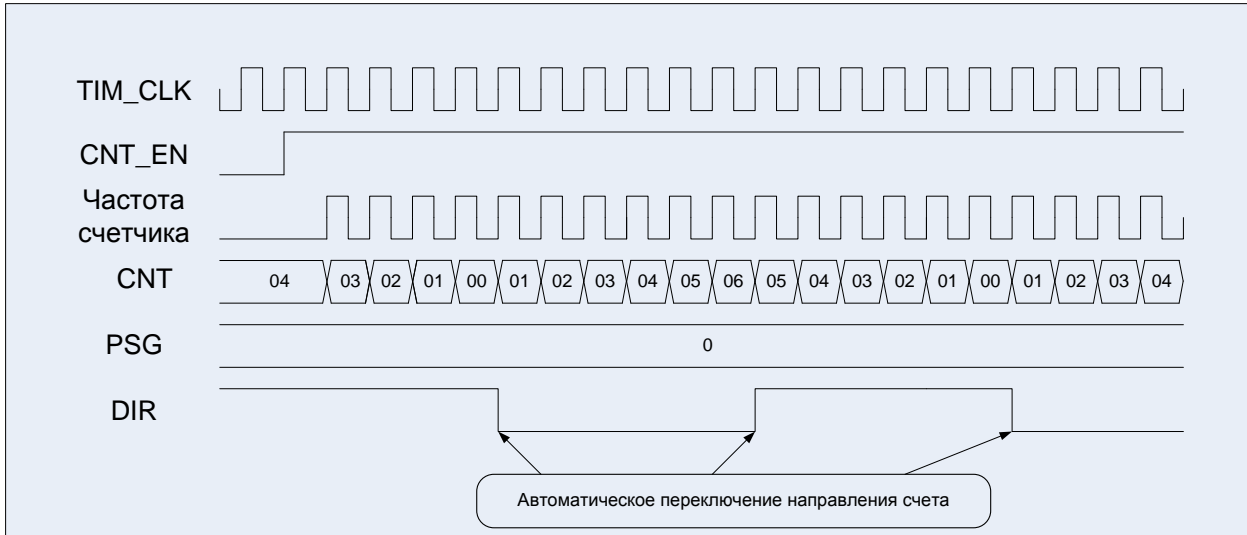 TIM_CLK
CNT_EN
Частота
счетчика
CNT 04 03 02 01 00 01 02 03 04 05 06 05 04 03 02 01 00 01 02 03 04
PSG 0
DIR
Автоматическое переключение направления счета